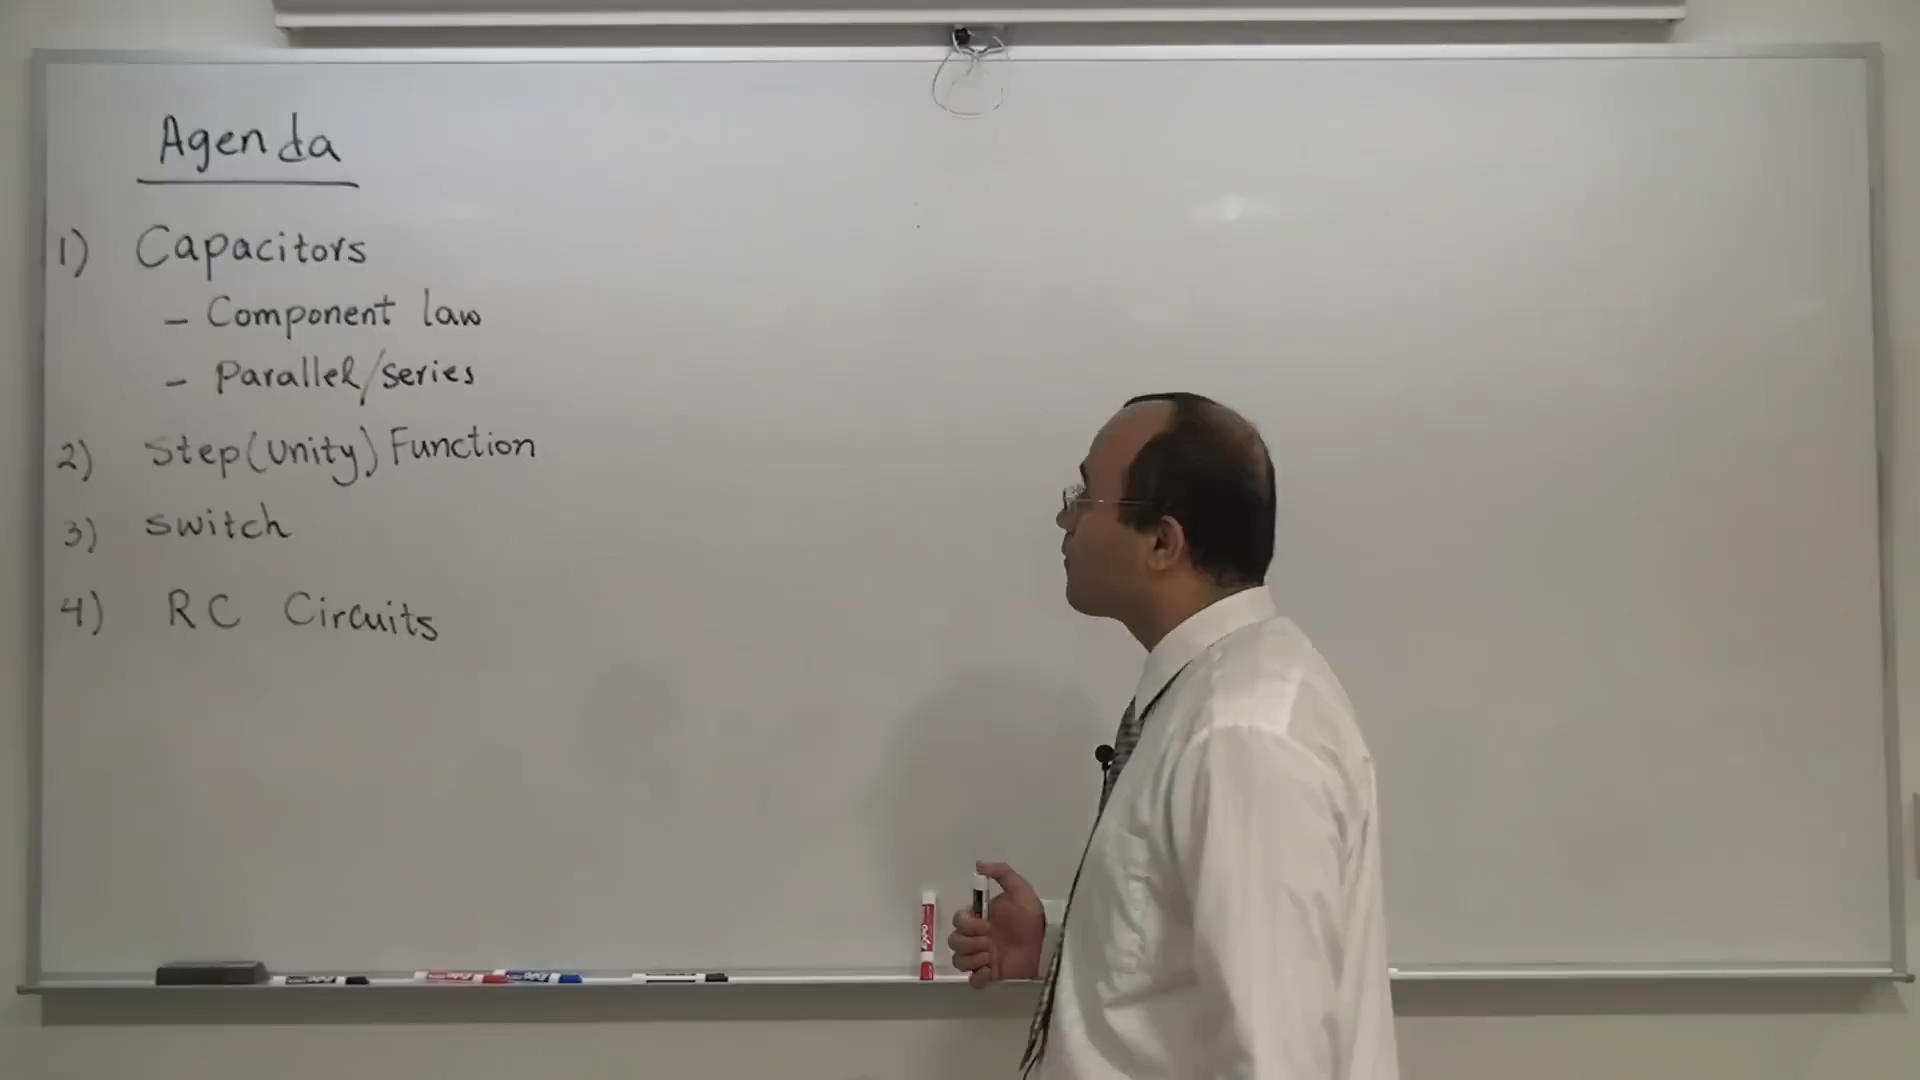 Agenda
1) Capacitors
- Component law
- Parallel/series
2) Step(Unity) Function
3) Switch
4) RC Circuits